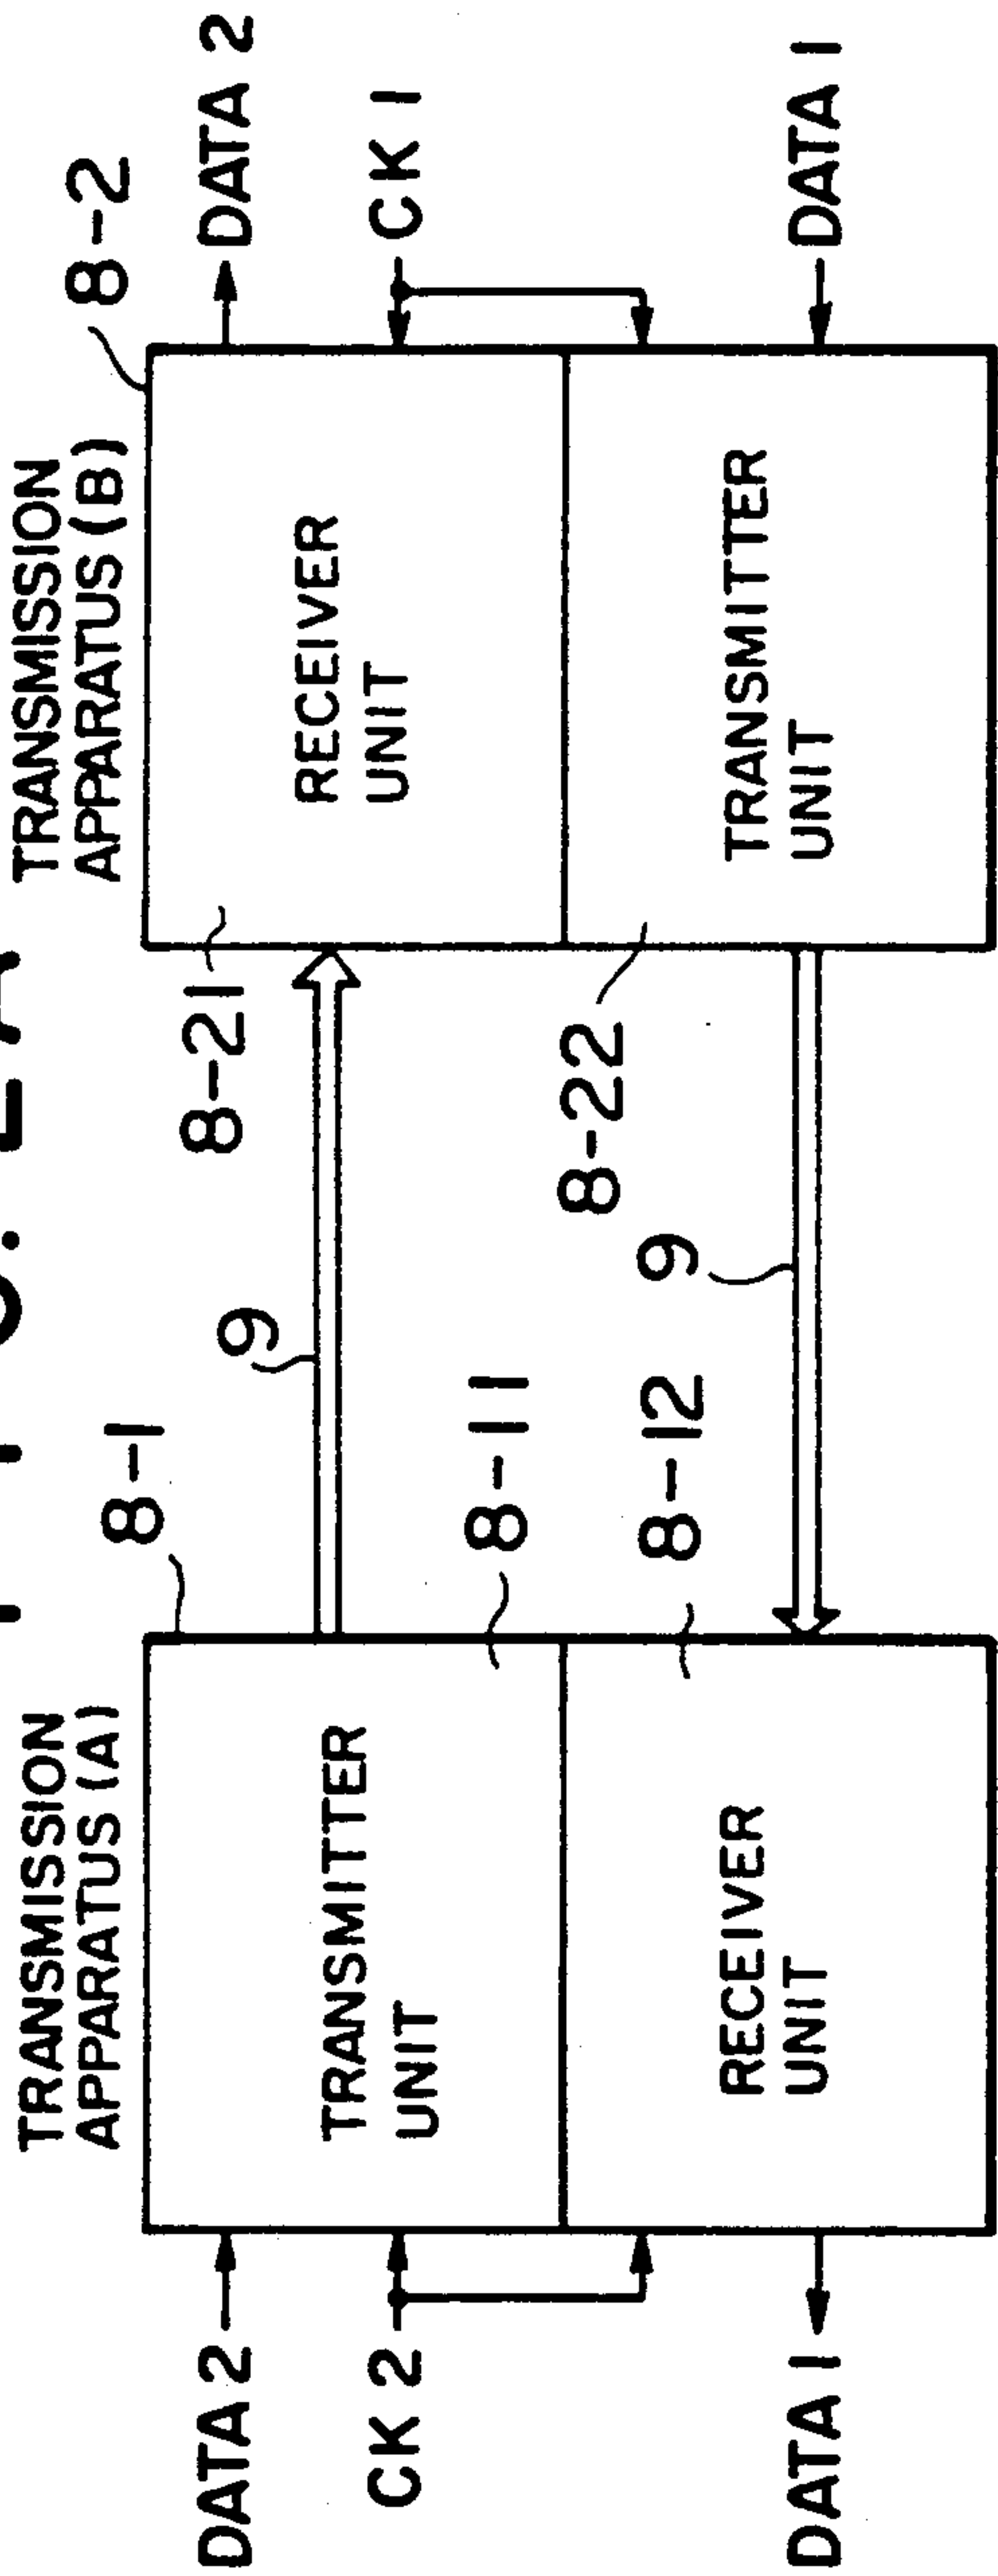 TRANSMISSION
APPARATUS (A)
8-1
TRANSMISSION
APPARATUS (B)
8-2
DATA 2
CK 2
DATA 1
TRANSMITTER
UNIT
RECEIVER
UNIT
9
8-11
8-12
9
8-21
8-22
RECEIVER
UNIT
TRANSMITTER
UNIT
DATA 2
CK 1
DATA 1